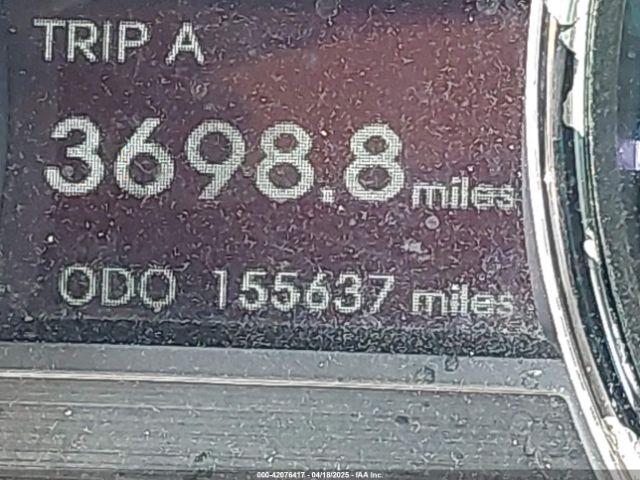 TRIP A
3698.8 miles
ODO 155637 miles
000-42076417 - 04/18/2025 - IAA Inc.